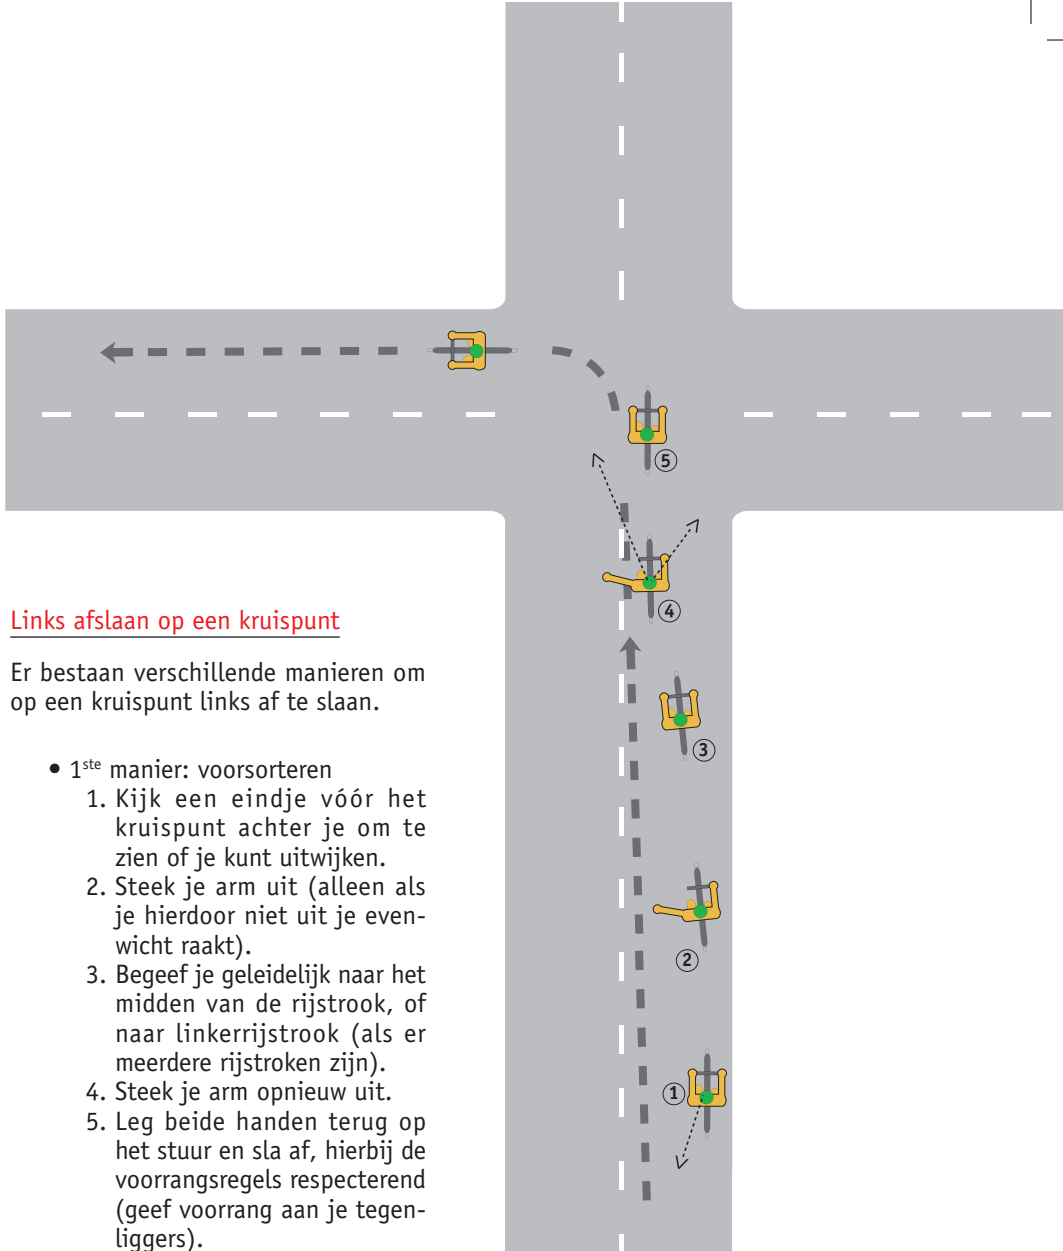 Links afslaan op een kruispunt
Er bestaan verschillende manieren om
op een kruispunt links af te slaan.
• 1ste manier: voorsorteren
1. Kijk een eindje vóór het
kruispunt achter je om te
zien of je kunt uitwijken.
2. Steek je arm uit (alleen als
je hierdoor niet uit je even-
wicht raakt).
3. Begeef je geleidelijk naar het
midden van de rijstrook, of
naar linkerrijstrook (als er
meerdere rijstroken zijn).
4. Steek je arm opnieuw uit.
5. Leg beide handen terug op
het stuur en sla af, hierbij de
voorrangsregels respecterend
(geef voorrang aan je tegen-
liggers).
5
4
3
2
1